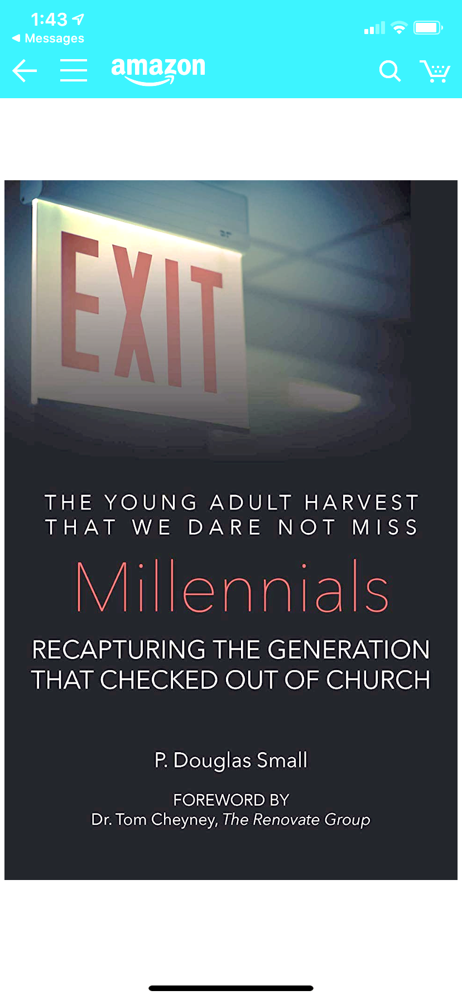 1:43
Messages
amazon
EXIT
THE YOUNG ADULT HARVEST
THAT WE DARE NOT MISS
Millennials
RECAPTURING THE GENERATION
THAT CHECKED OUT OF CHURCH
P. Douglas Small
FOREWORD BY
Dr. Tom Cheyney, The Renovate Group